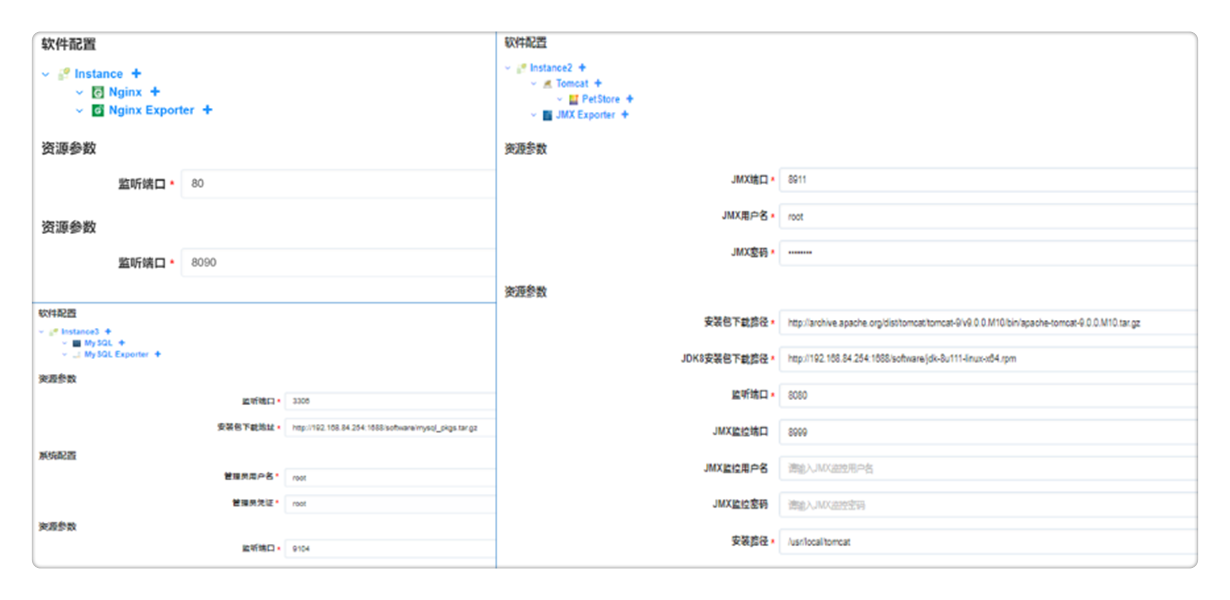 软件配置
Instance +
Nginx +
Nginx Exporter +
资源参数
监听端口 * 80
资源参数
监听端口 * 8090
软件配置
Instance3 +
MySQL +
MySQL Exporter +
资源参数
监听端口 * 3306
安装包下载地址 * http://192.168.84.254:1688/software/mysql_pkgs.tar.gz
系统配置
管理员用户名 * root
管理员凭证 * root
资源参数
监听端口 * 9104
软件配置
Instance2 +
Tomcat +
PetStore +
JMX Exporter +
资源参数
JMX端口 * 8911
JMX用户名 * root
JMX密码 * ••••••••
资源参数
安装包下载路径 * http://archive.apache.org/dist/tomcat/tomcat-9/v9.0.0.M10/bin/apache-tomcat-9.0.0.M10.tar.gz
JDK8安装包下载路径 * http://192.168.84.254:1688/software/jdk-8u111-linux-x64.rpm
监听端口 * 8080
JMX监控端口 8999
JMX监控用户名 请输入JMX监控用户名
JMX监控密码 请输入JMX监控密码
安装路径 * /usr/local/tomcat